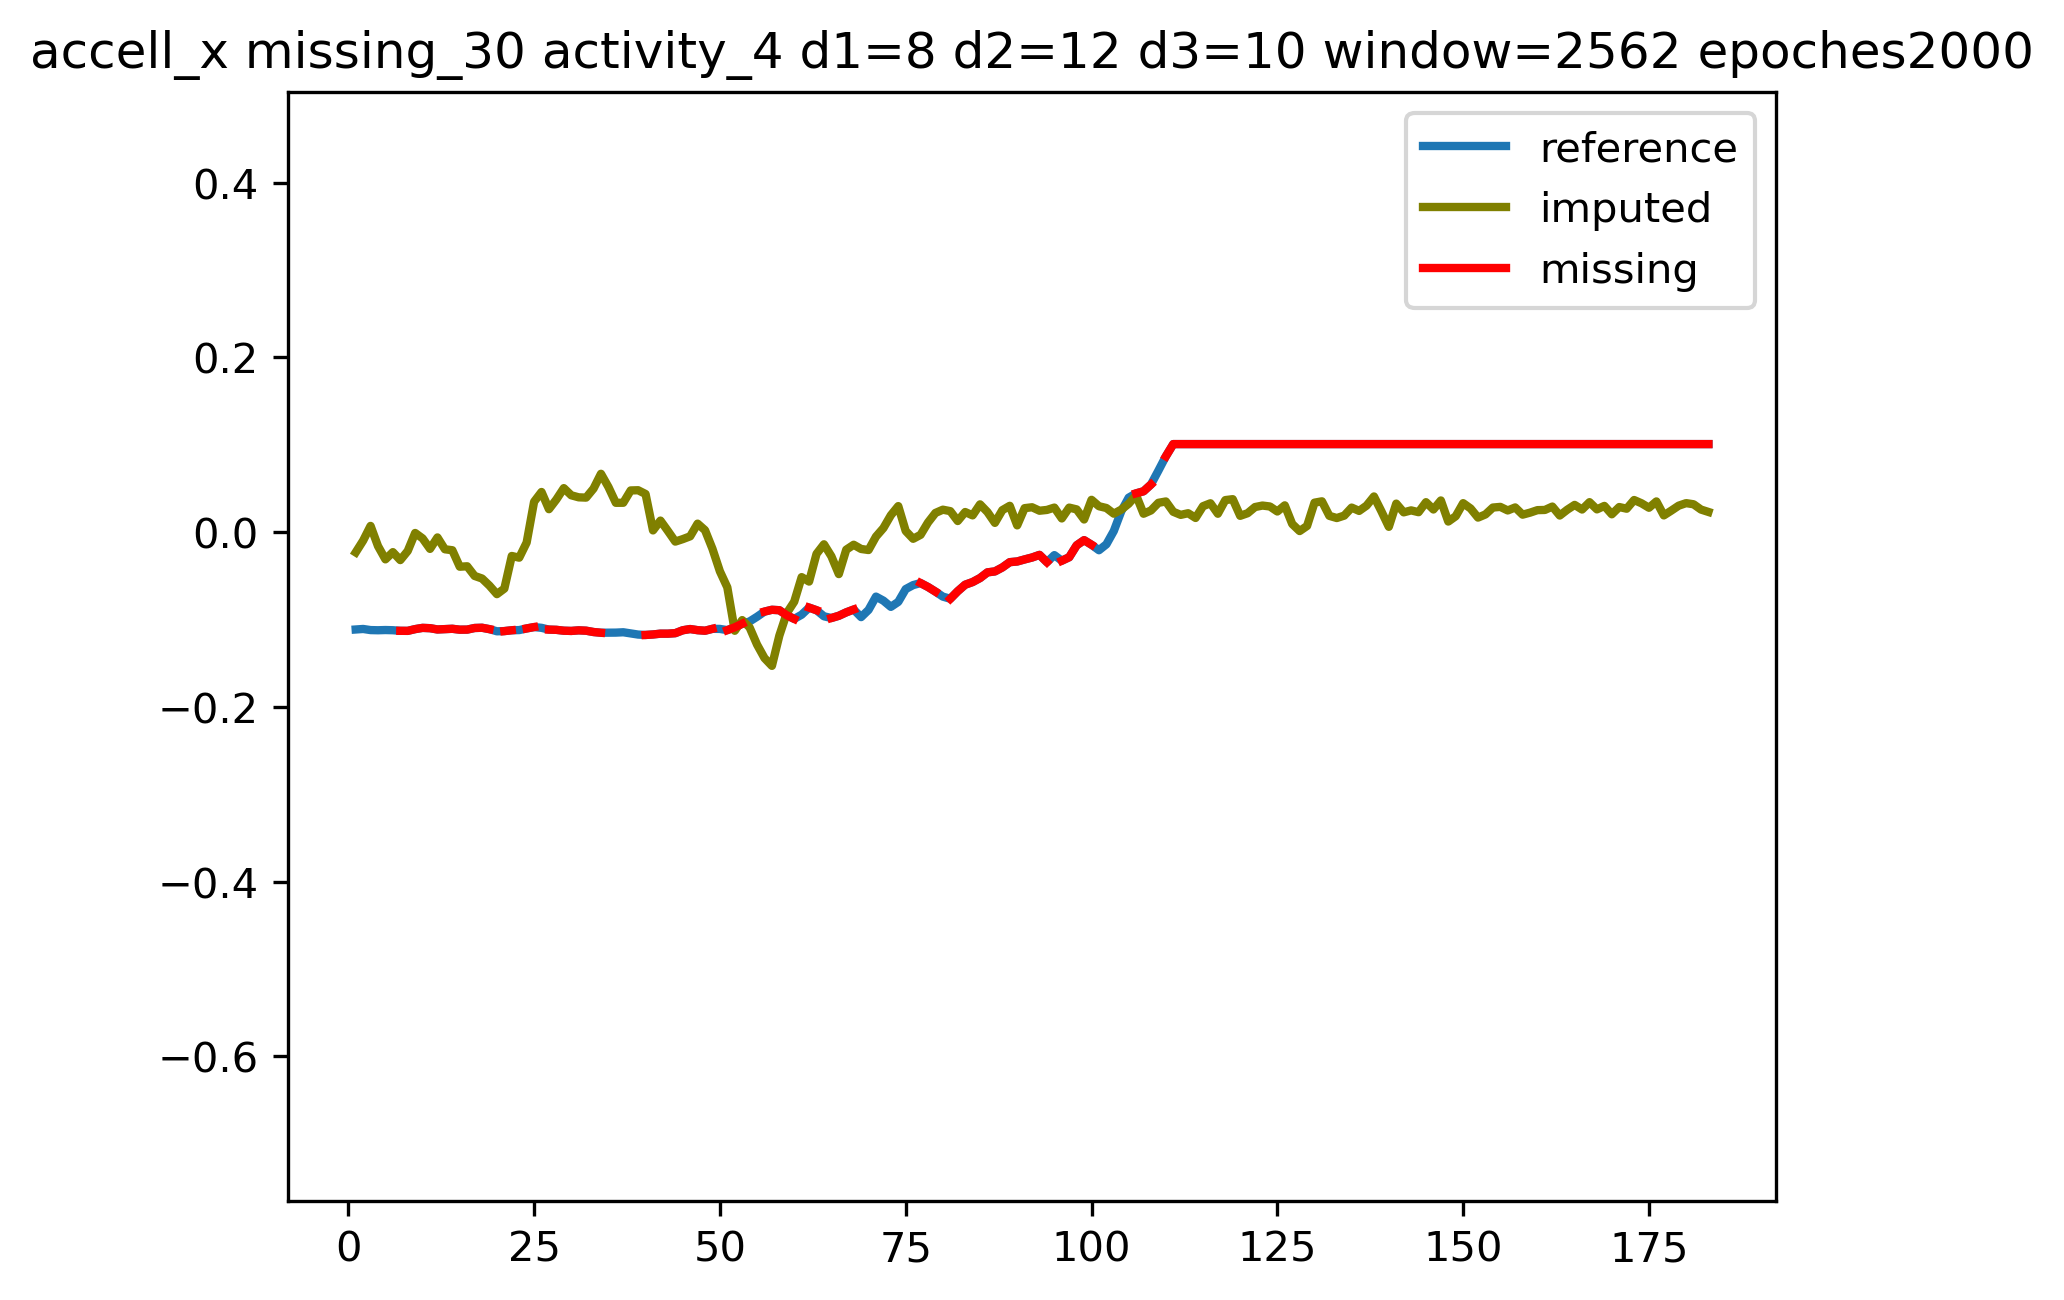 accell_x missing_30 activity_4 d1=8 d2=12 d3=10 window=2562 epoches2000
reference
imputed
missing
0.4
0.2
0.0
−0.2
−0.4
−0.6
0 25 50 75 100 125 150 175